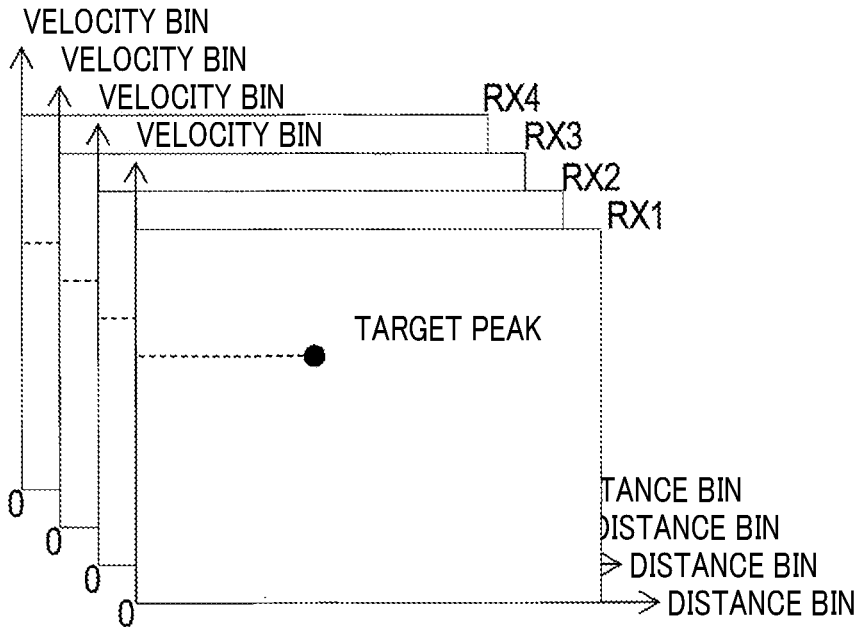 VELOCITY BIN
VELOCITY BIN
VELOCITY BIN
RX4
VELOCITY BIN
RX3
RX2
RX1
TARGET PEAK
TANCE BIN
0
DISTANCE BIN
0
DISTANCE BIN
0
DISTANCE BIN
0